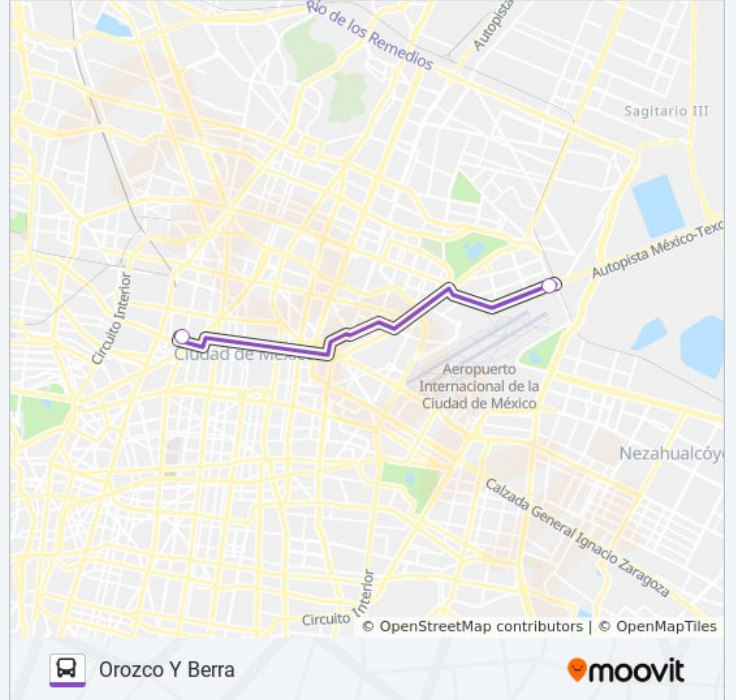 Río de los Remedios
Autopista
Sagitario III
Autopista México-Texc
Circuito Interior
Ciudad de Méxic
Aeropuerto
Internacional de la
Ciudad de México
Nezahualcóy
Calzada General Ignacio Zaragoza
Circuito Interior
© OpenStreetMap contributors | © OpenMapTiles
Orozco Y Berra
moovit